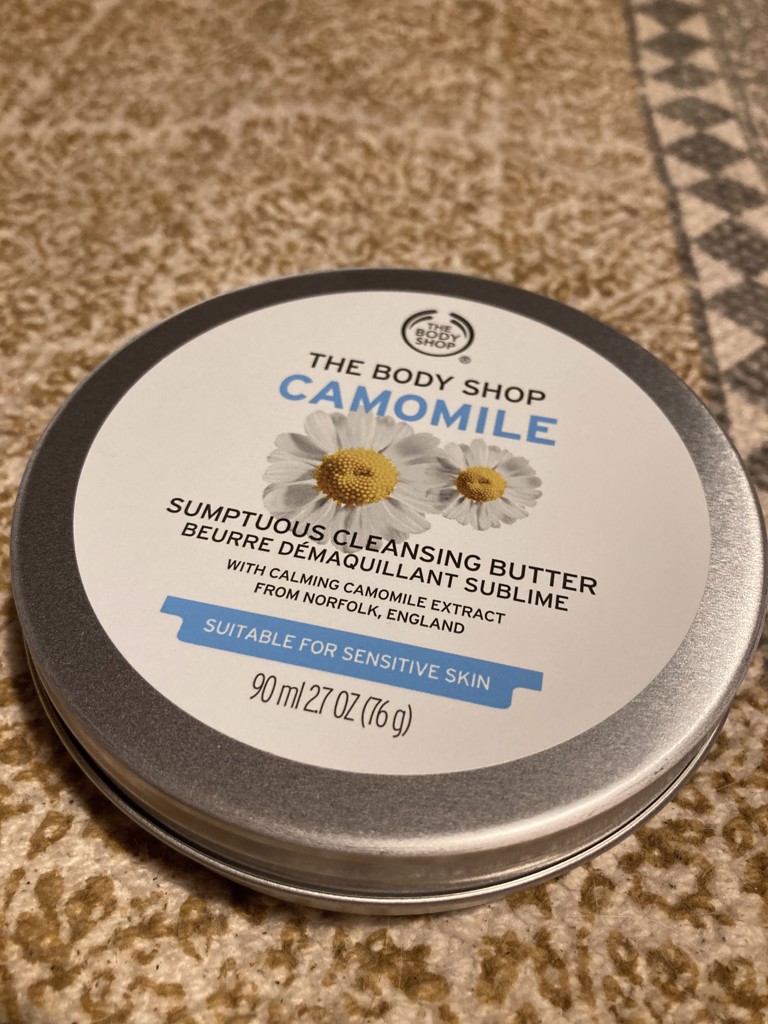 THE
BODY
SHOP
®
THE BODY SHOP
CAMOMILE
SUMPTUOUS CLEANSING BUTTER
BEURRE DÉMAQUILLANT SUBLIME
WITH CALMING CAMOMILE EXTRACT
FROM NORFOLK, ENGLAND
SUITABLE FOR SENSITIVE SKIN
90 ml 2.7 OZ (76 g)